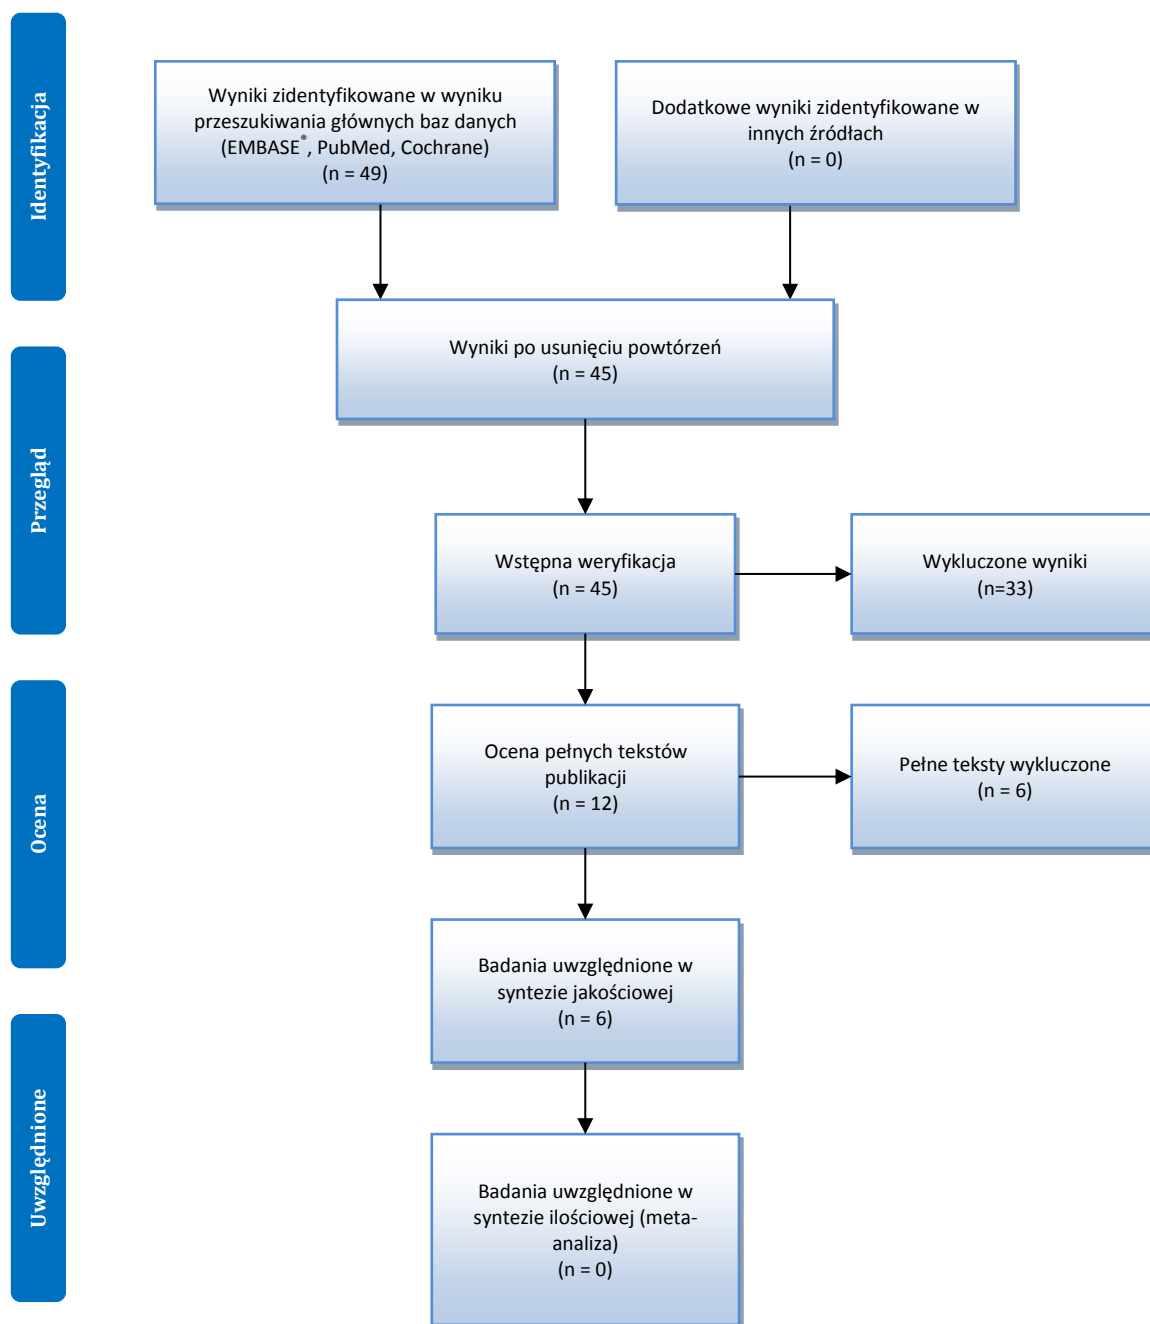 Identyfikacja
Wyniki zidentyfikowane w wyniku
przeszukiwania głównych baz danych
(EMBASE®, PubMed, Cochrane)
(n = 49)
Dodatkowe wyniki zidentyfikowane w
innych źródłach
(n = 0)
Wyniki po usunięciu powtórzeń
(n = 45)
Przegląd
Wstępna weryfikacja
(n = 45)
Wykluczone wyniki
(n=33)
Ocena
Ocena pełnych tekstów
publikacji
(n = 12)
Pełne teksty wykluczone
(n = 6)
Badania uwzględnione w
syntezie jakościowej
(n = 6)
Uwzględnione
Badania uwzględnione w
syntezie ilościowej (meta-
analiza)
(n = 0)